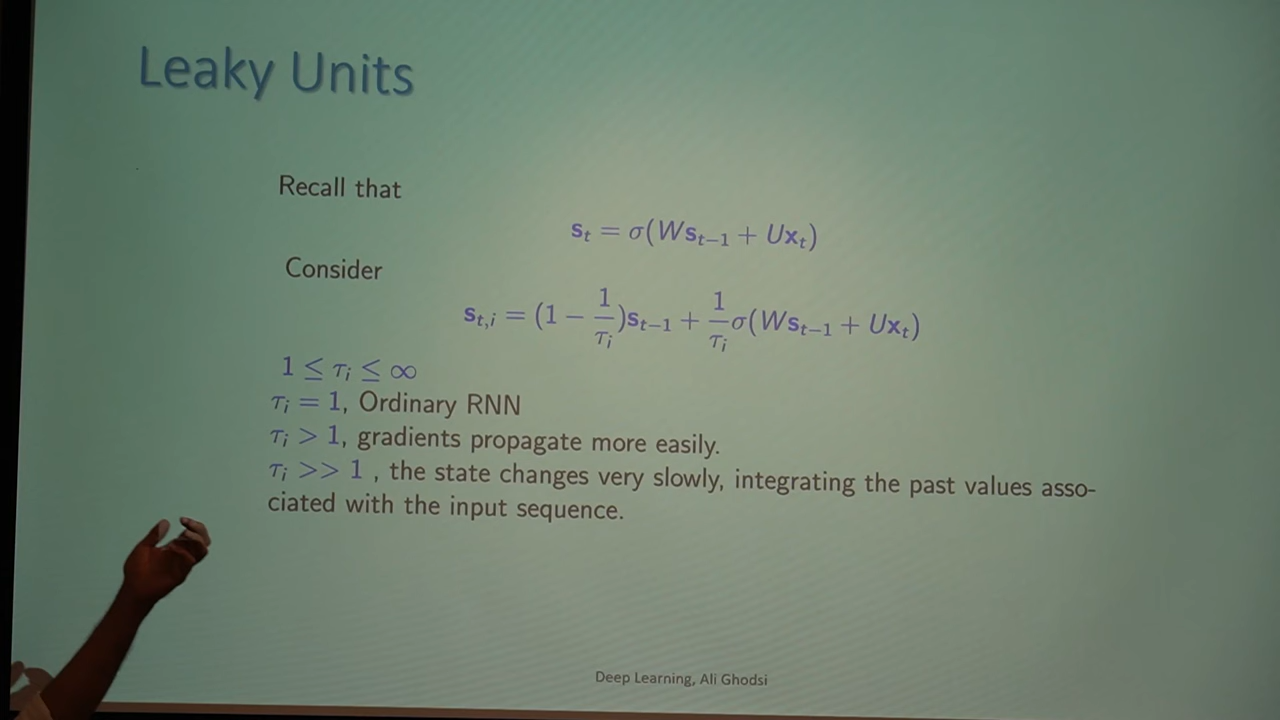 Leaky Units
Recall that
s_t = σ(Ws_{t−1} + Ux_t)
Consider
s_{t,i} = (1 − 1/τ_i)s_{t−1} + 1/τ_i σ(Ws_{t−1} + Ux_t)
1 ≤ τ_i ≤ ∞
τ_i = 1, Ordinary RNN
τ_i > 1, gradients propagate more easily.
τ_i >> 1 , the state changes very slowly, integrating the past values asso-
ciated with the input sequence.
Deep Learning, Ali Ghodsi